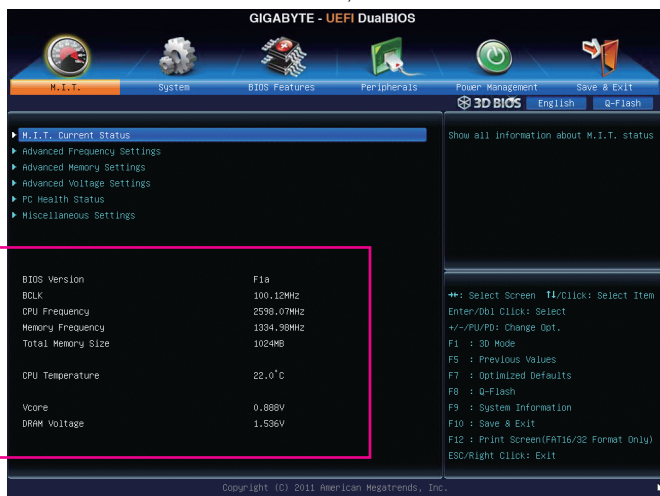 GIGABYTE - UEFI DualBIOS
M.I.T.
System
BIOS Features
Peripherals
Power Management
Save & Exit
3D BIOS
English
Q-Flash
M.I.T. Current Status
Advanced Frequency Settings
Advanced Memory Settings
Advanced Voltage Settings
PC Health Status
Miscellaneous Settings
Show all information about M.I.T. status
BIOS Version F1a
BCLK 100.12MHz
CPU Frequency 2598.07MHz
Memory Frequency 1334.98MHz
Total Memory Size 1024MB
CPU Temperature 22.0°C
Vcore 0.888V
DRAM Voltage 1.536V
↔: Select Screen ↑↓/Click: Select Item
Enter/Dbl Click: Select
+/-/PU/PD: Change Opt.
F1 : 3D Mode
F5 : Previous Values
F7 : Optimized Defaults
F8 : Q-Flash
F9 : System Information
F10 : Save & Exit
F12 : Print Screen(FAT16/32 Format Only)
ESC/Right Click: Exit
Copyright (C) 2011 American Megatrends, Inc.